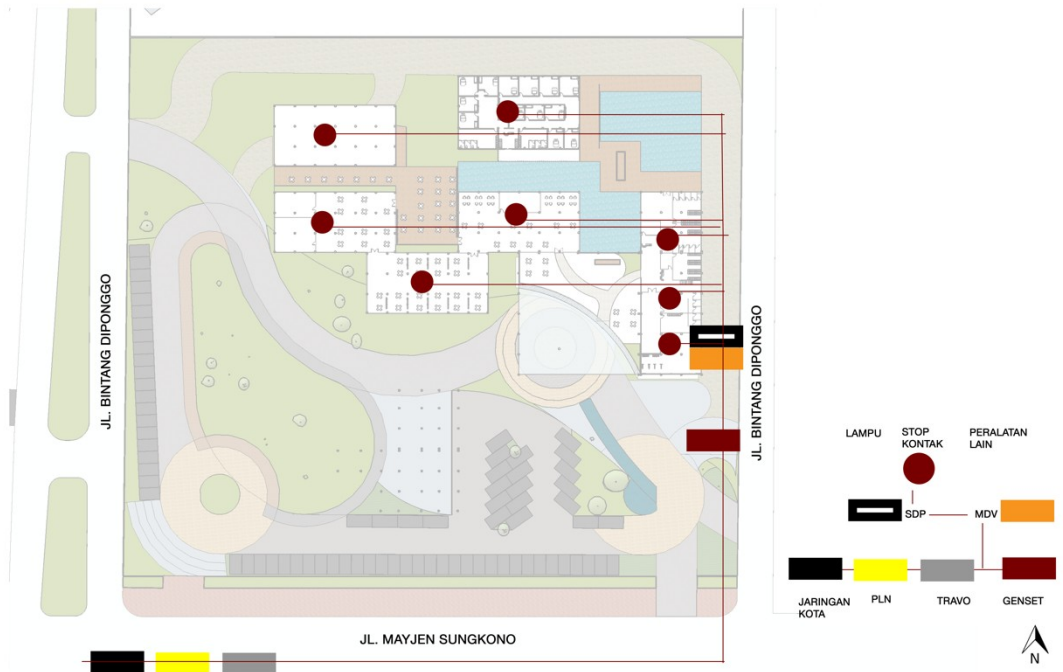 JL. BINTANG DIPONGGO
JL. BINTANG DIPONGGO
JL. MAYJEN SUNGKONO
LAMPU
STOP
KONTAK
PERALATAN
LAIN
SDP
MDV
JARINGAN
KOTA
PLN
TRAVO
GENSET
N